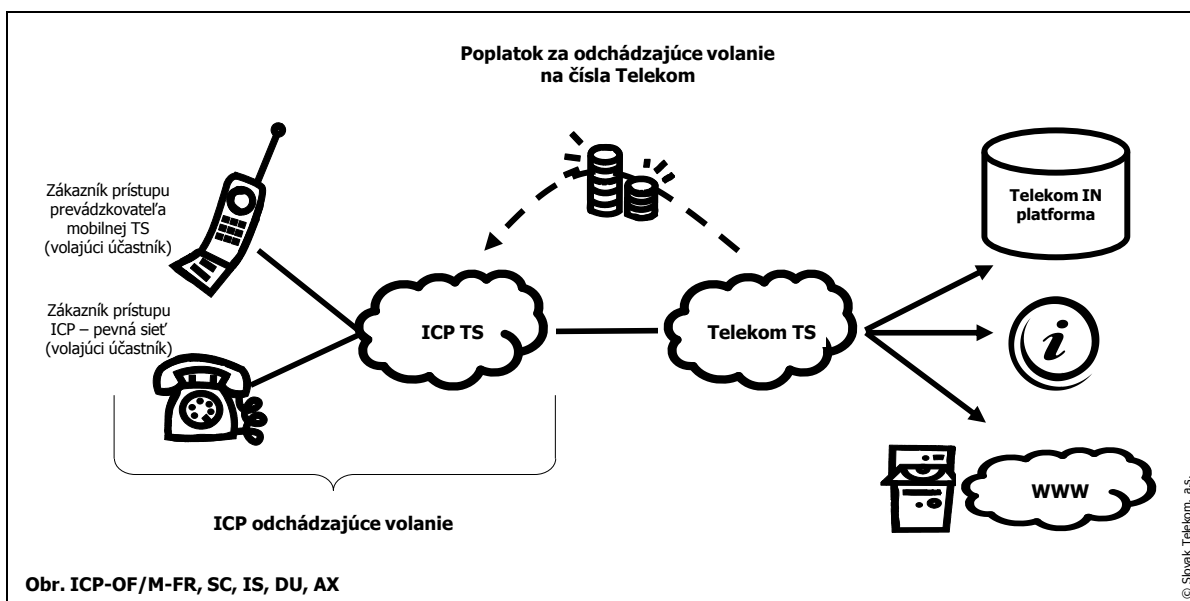 Poplatok za odchádzajúce volanie
na čísla Telekom
Zákazník prístupu
prevádzkovateľa
mobilnej TS
(volajúci účastník)
Zákazník prístupu
ICP – pevná sieť
(volajúci účastník)
ICP TS
Telekom TS
Telekom IN
platforma
i
WWW
ICP odchádzajúce volanie
Obr. ICP-OF/M-FR, SC, IS, DU, AX
© Slovak Telekom, a.s.